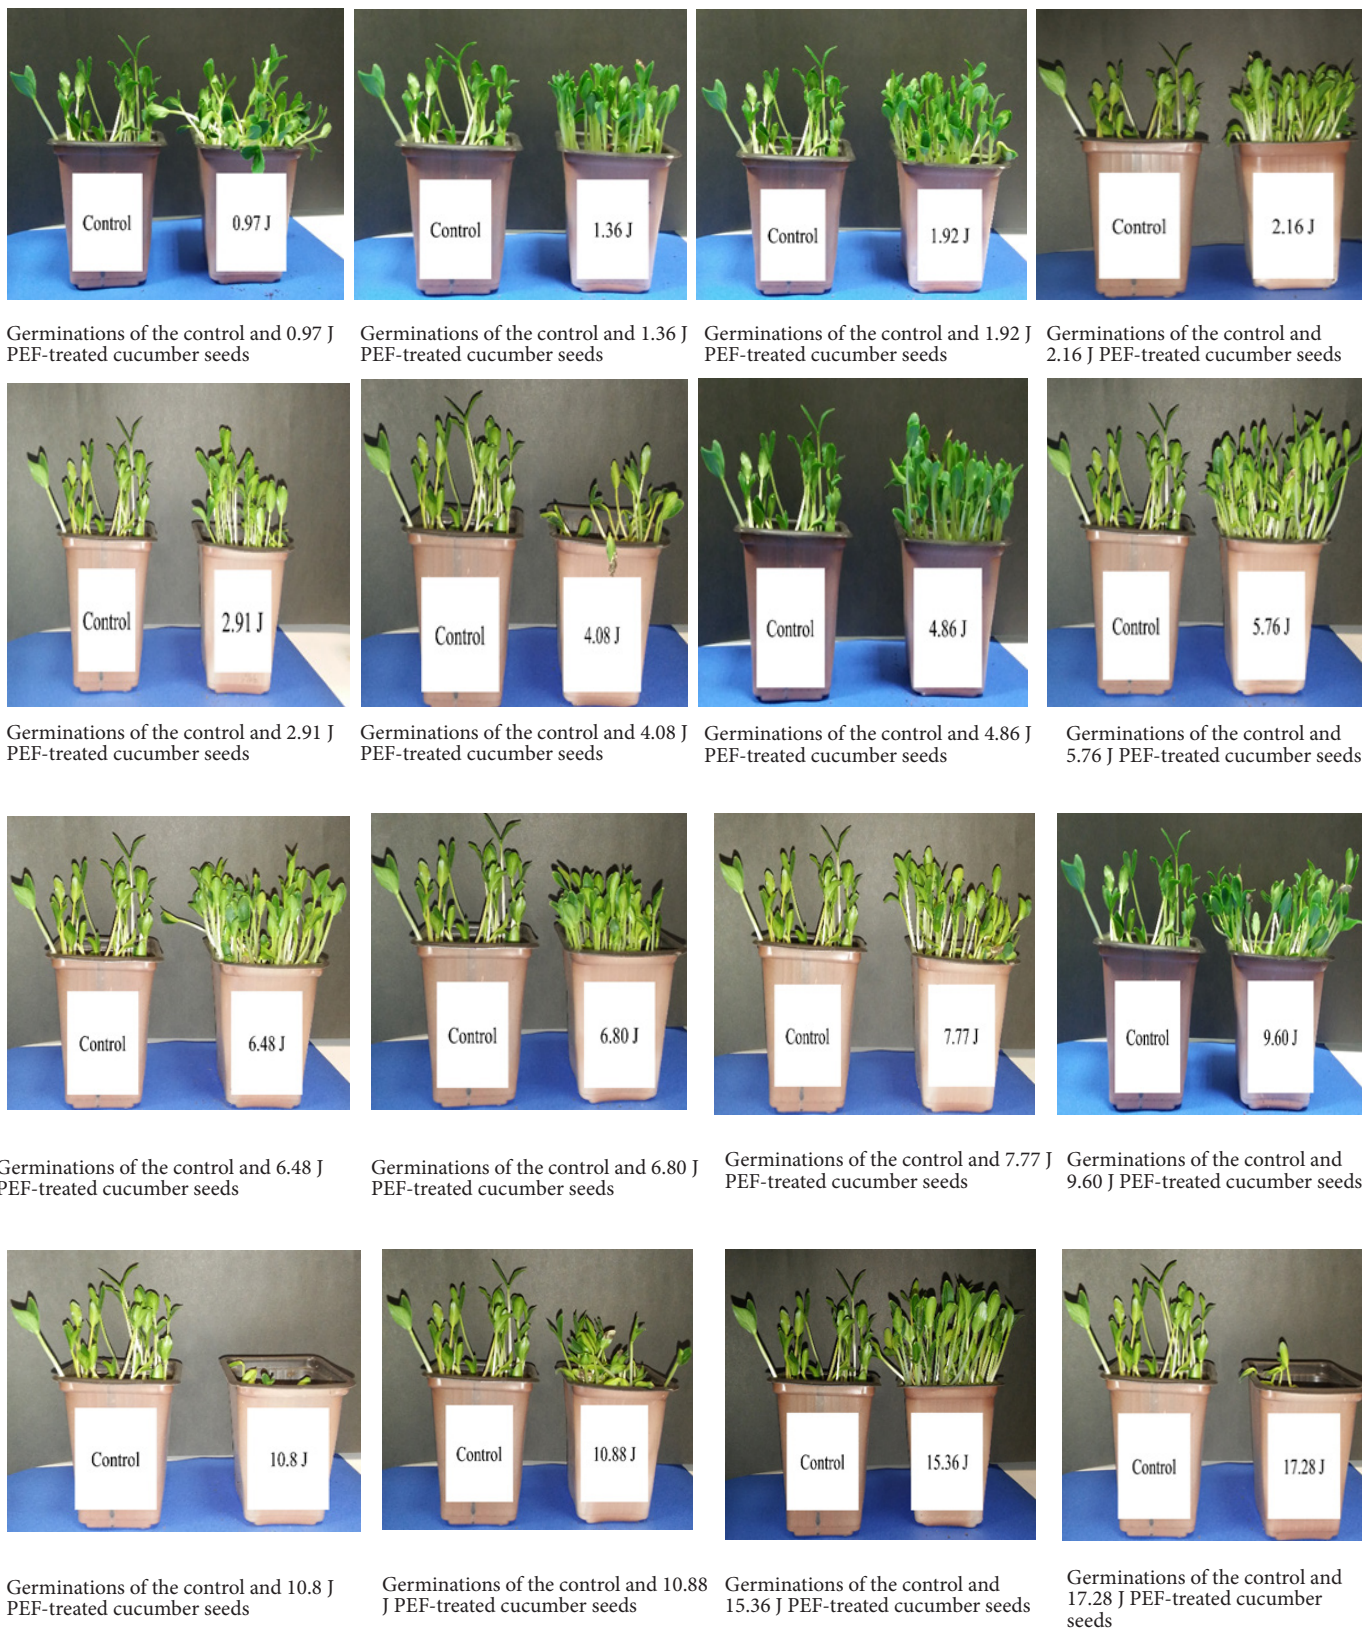 Control
0.97 J
Control
1.36 J
Control
1.92 J
Control
2.16 J
Germinations of the control and 0.97 J
PEF-treated cucumber seeds
Germinations of the control and 1.36 J
PEF-treated cucumber seeds
Germinations of the control and 1.92 J
PEF-treated cucumber seeds
Germinations of the control and
2.16 J PEF-treated cucumber seeds
Control
2.91 J
Control
4.08 J
Control
4.86 J
Control
5.76 J
Germinations of the control and 2.91 J
PEF-treated cucumber seeds
Germinations of the control and 4.08 J
PEF-treated cucumber seeds
Germinations of the control and 4.86 J
PEF-treated cucumber seeds
Germinations of the control and
5.76 J PEF-treated cucumber seeds
Control
6.48 J
Control
6.80 J
Control
7.77 J
Control
9.60 J
Germinations of the control and 6.48 J
PEF-treated cucumber seeds
Germinations of the control and 6.80 J
PEF-treated cucumber seeds
Germinations of the control and 7.77 J
PEF-treated cucumber seeds
Germinations of the control and
9.60 J PEF-treated cucumber seeds
Control
10.8 J
Control
10.88 J
Control
15.36 J
Control
17.28 J
Germinations of the control and 10.8 J
PEF-treated cucumber seeds
Germinations of the control and 10.88
J PEF-treated cucumber seeds
Germinations of the control and
15.36 J PEF-treated cucumber seeds
Germinations of the control and
17.28 J PEF-treated cucumber
seeds